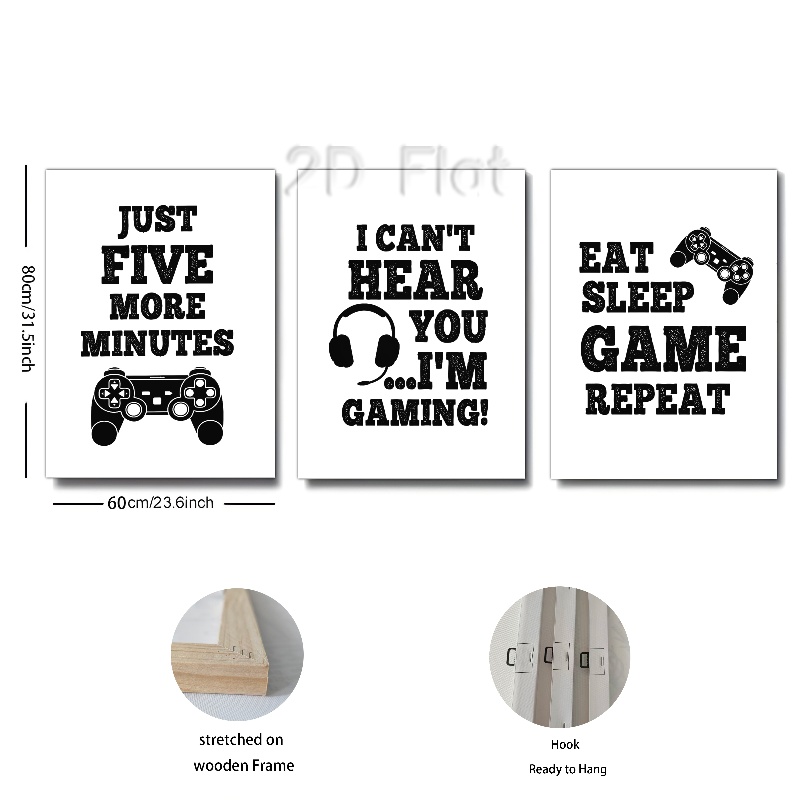 2D Flat
JUST
FIVE
MORE
MINUTES
I CAN'T
HEAR
YOU
...I'M
GAMING!
EAT
SLEEP
GAME
REPEAT
80cm/31.5inch
60cm/23.6inch
stretched on
wooden Frame
Hook
Ready to Hang